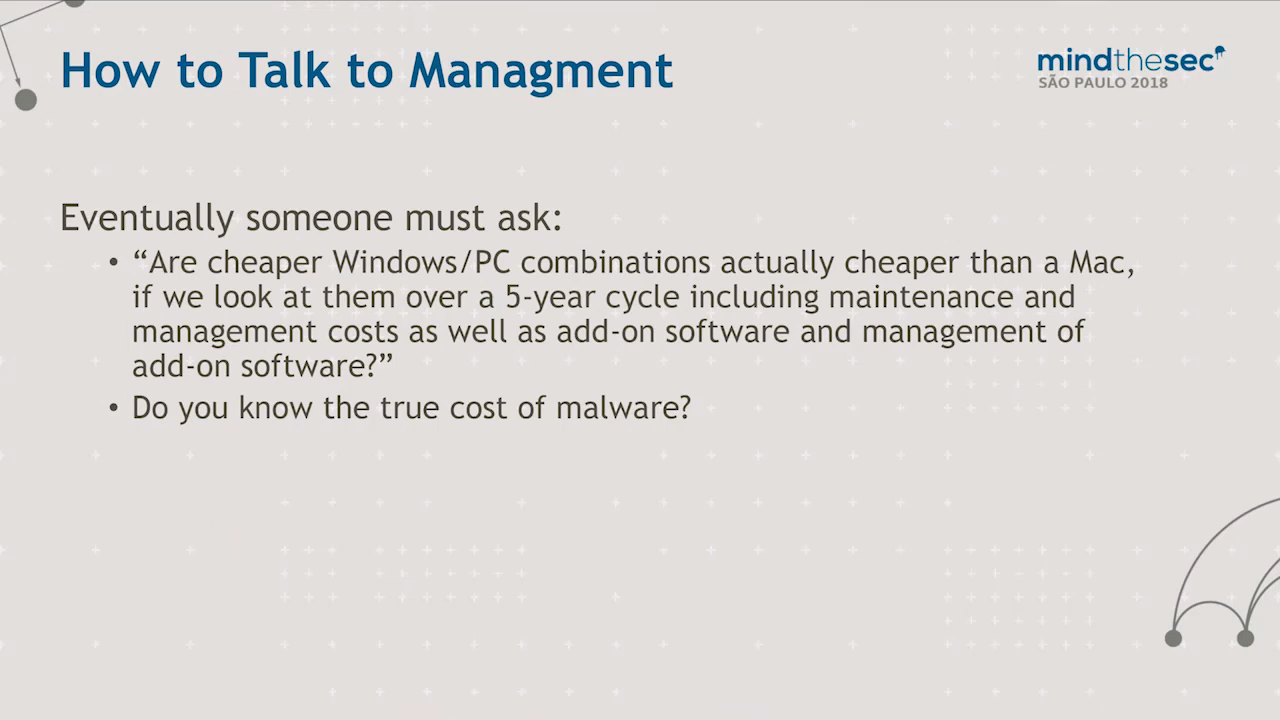 How to Talk to Managment
mindthesec
SÃO PAULO 2018
Eventually someone must ask:
• “Are cheaper Windows/PC combinations actually cheaper than a Mac,
if we look at them over a 5-year cycle including maintenance and
management costs as well as add-on software and management of
add-on software?”
• Do you know the true cost of malware?